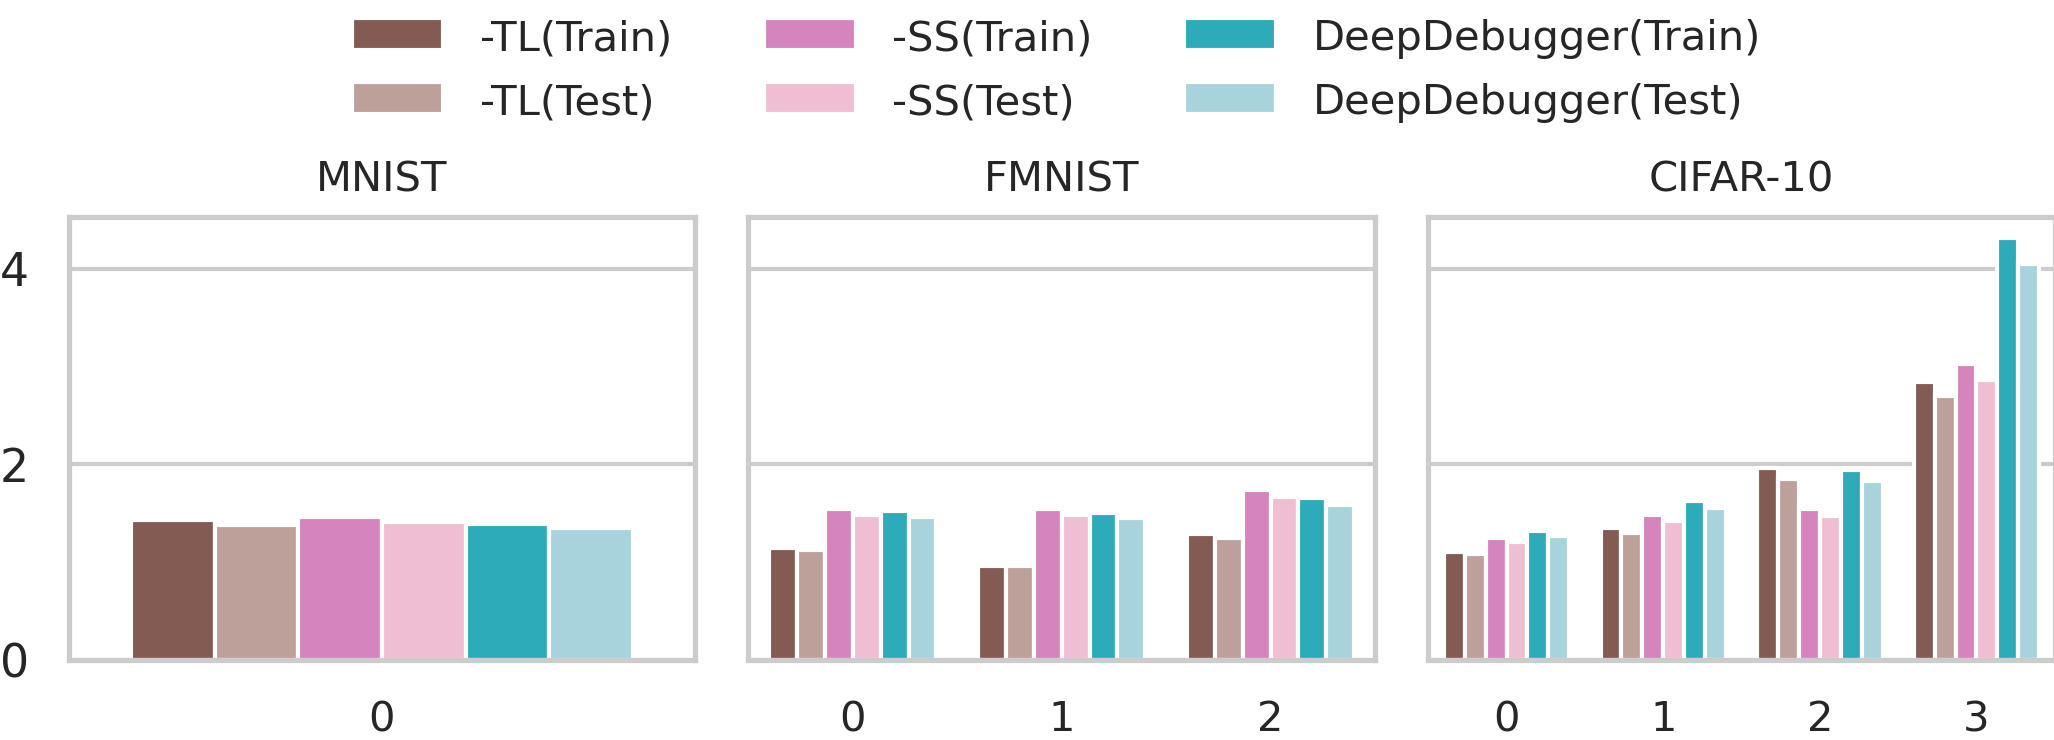 -TL(Train) -SS(Train) DeepDebugger(Train)
-TL(Test) -SS(Test) DeepDebugger(Test)
MNIST FMNIST CIFAR-10
4
2
0
0 0 1 2 0 1 2 3